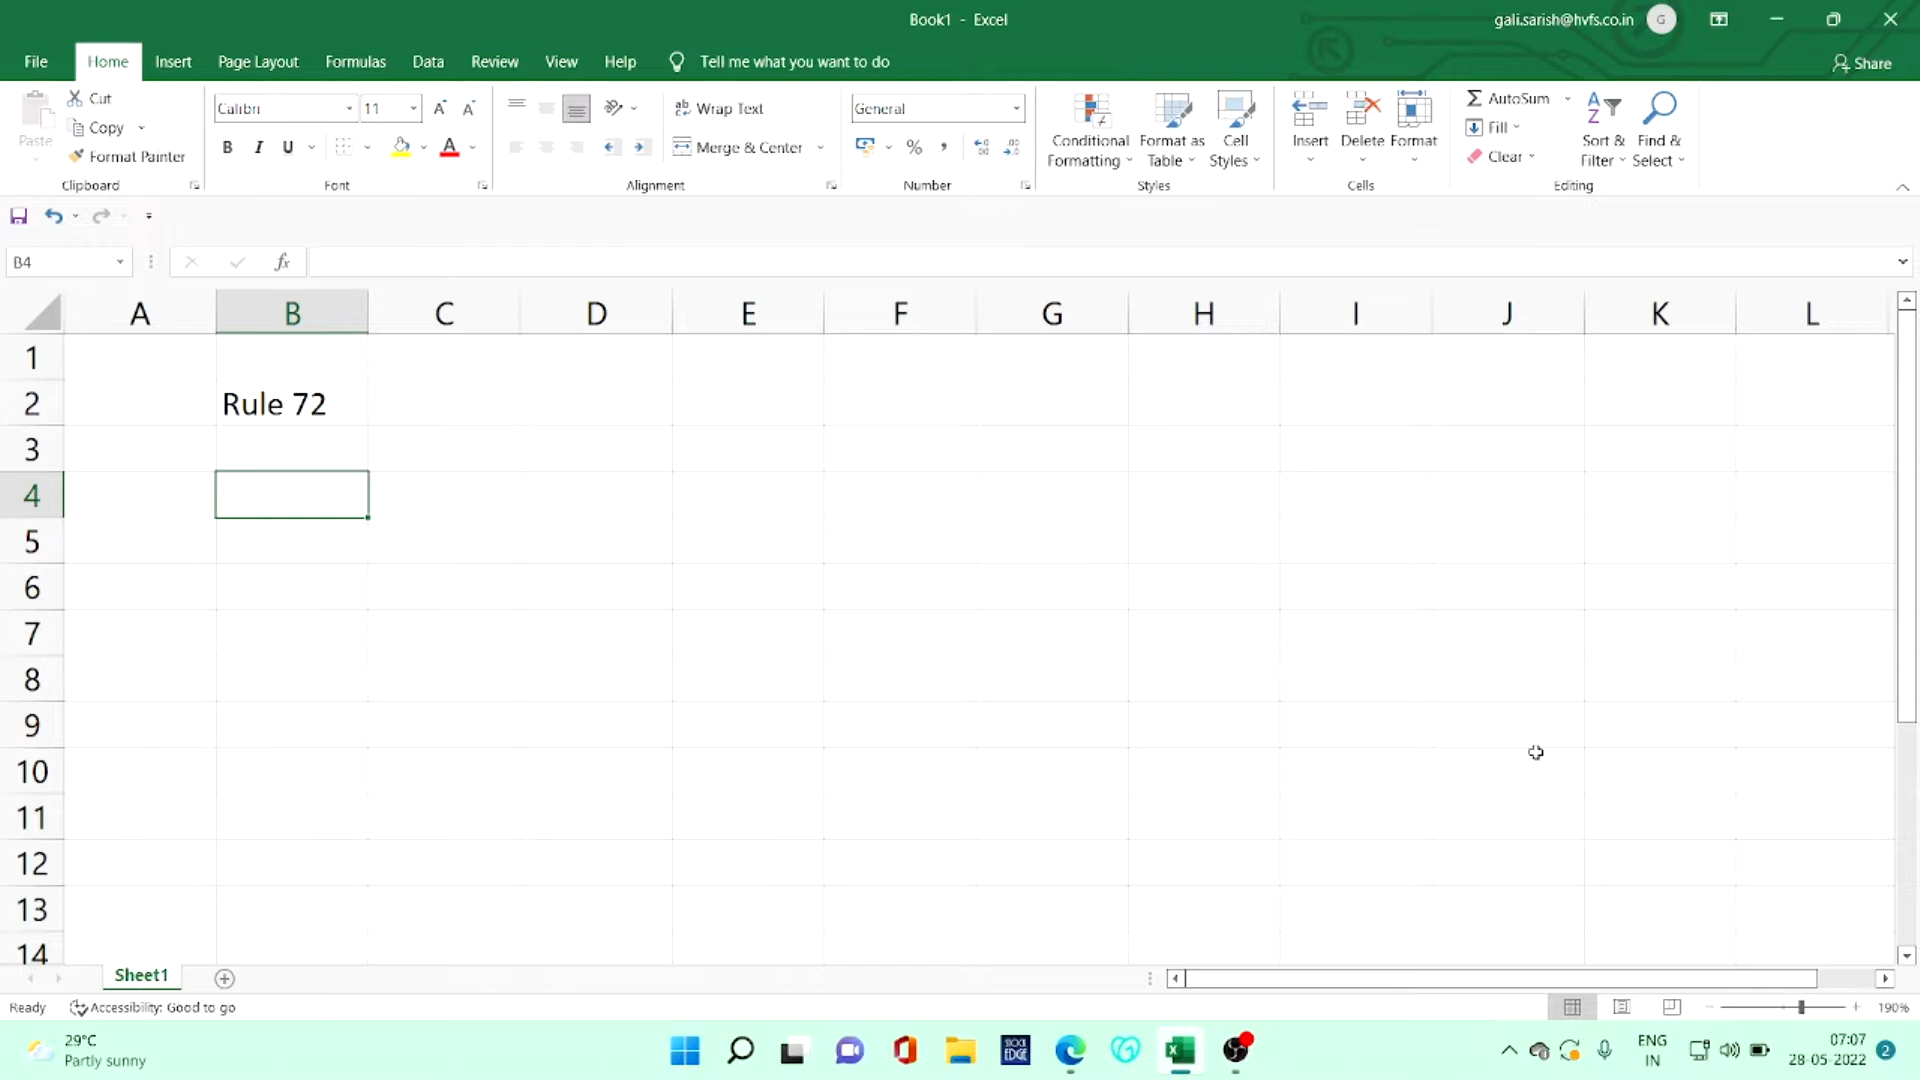 Book1 - Excel
gali.sarish@hvfs.co.in
G
File Home Insert Page Layout Formulas Data Review View Help Tell me what you want to do
Share
Paste
Cut
Copy
Format Painter
Clipboard
Calibri 11
B I U A
Font
Wrap Text
Merge & Center
Alignment
General
%
Number
Conditional Formatting
Format as Table
Cell Styles
Styles
Insert Delete Format
Cells
AutoSum
Fill
Clear
Sort & Filter
Find & Select
Editing
B4
fx
A B C D E F G H I J K L
1
2 Rule 72
3
4
5
6
7
8
9
10
11
12
13
14
Sheet1
Ready Accessibility: Good to go
190%
29°C
Partly sunny
STOCK EDGE
ENG
IN
07:07
28-05-2022
2